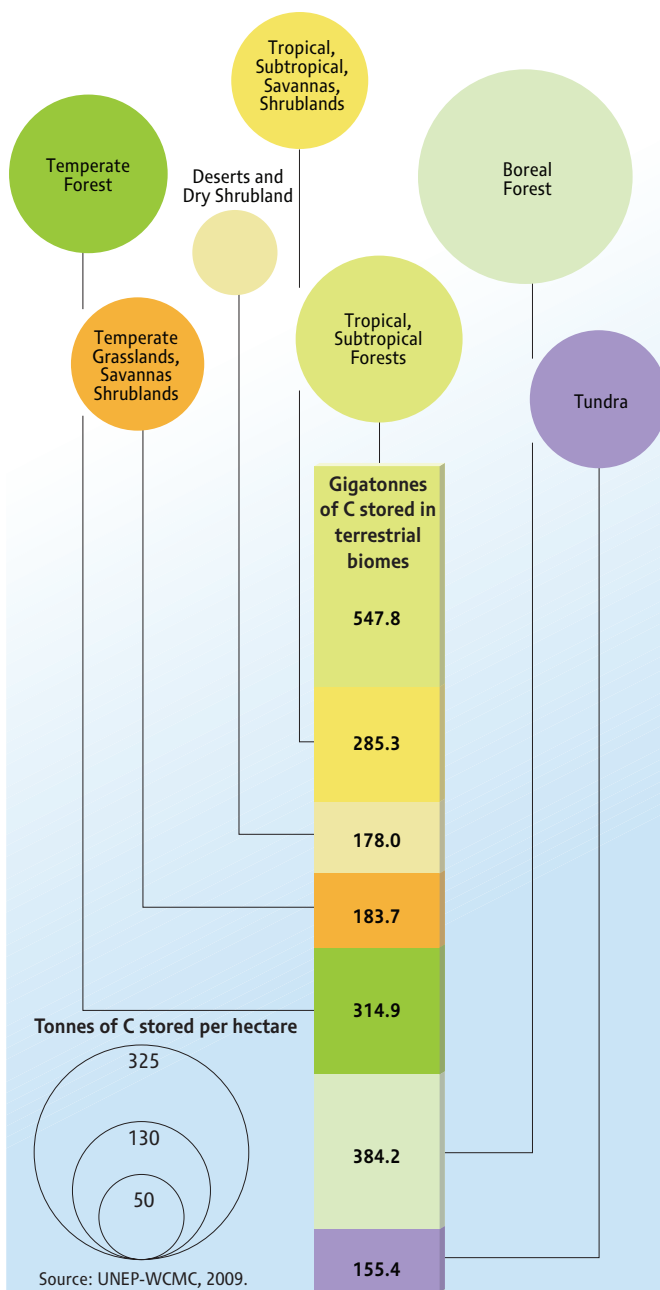 Tropical,
Subtropical,
Savannas,
Shrublands
Temperate
Forest
Deserts and
Dry Shrubland
Boreal
Forest
Temperate
Grasslands,
Savannas
Shrublands
Tropical,
Subtropical
Forests
Tundra
Gigatonnes
of C stored in
terrestrial
biomes
547.8
285.3
178.0
183.7
314.9
384.2
155.4
Tonnes of C stored per hectare
325
130
50
Source: UNEP-WCMC, 2009.